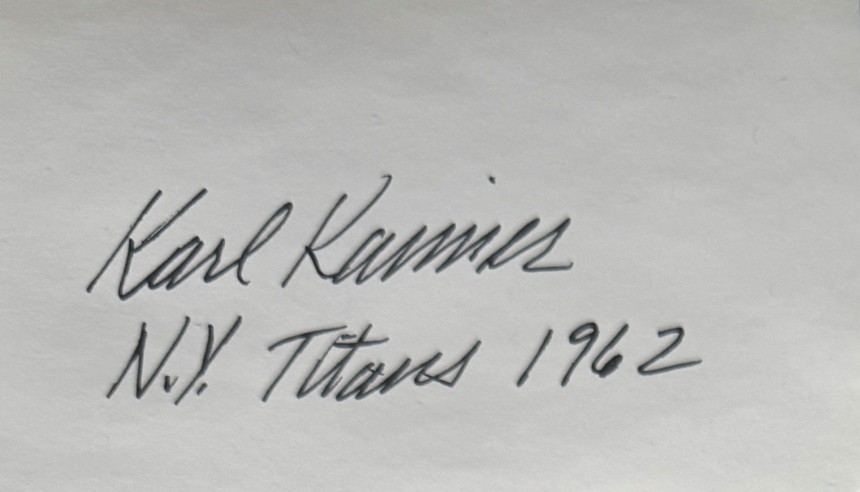 Karl Kaimer
N.Y. Titans 1962